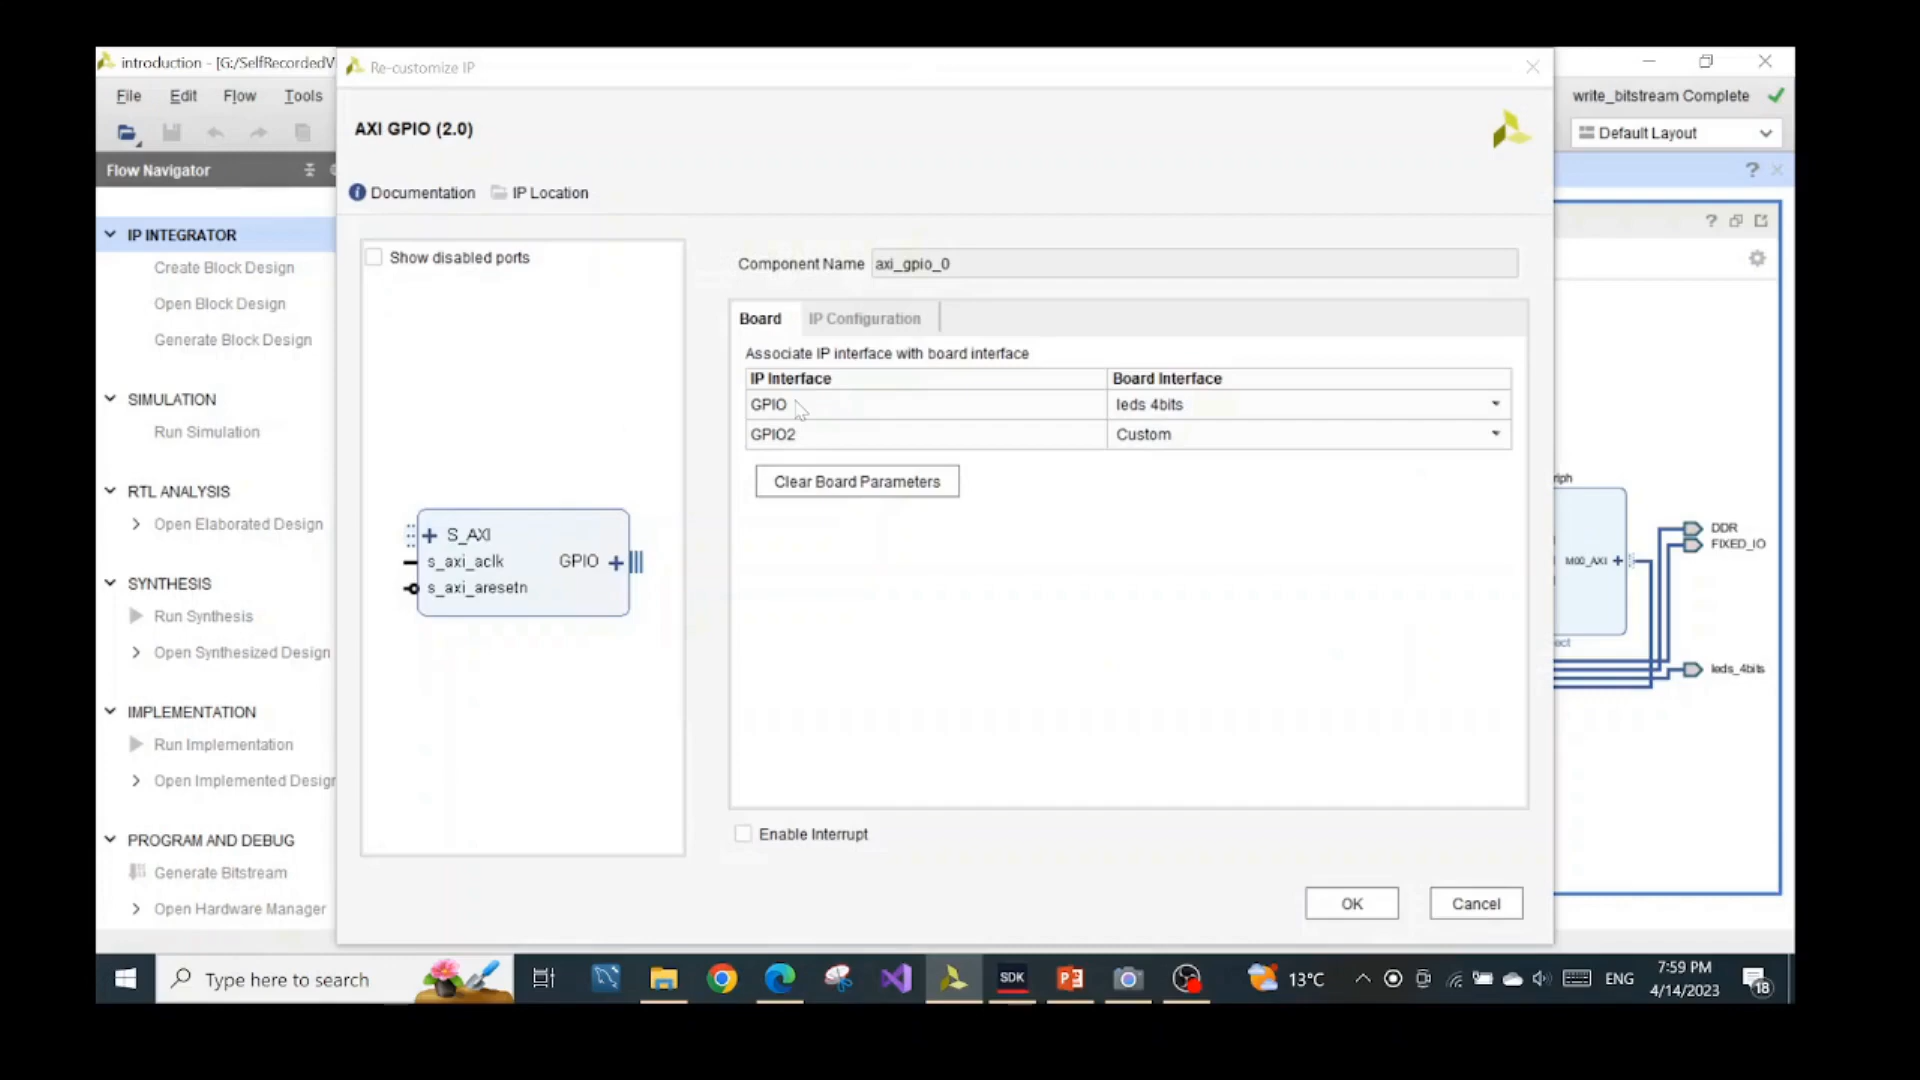 introduction - [G:/SelfRecordedV
Re-customize IP
File Edit Flow Tools
write_bitstream Complete
AXI GPIO (2.0)
Default Layout
Flow Navigator
?
Documentation IP Location
IP INTEGRATOR
Create Block Design
Open Block Design
Generate Block Design
SIMULATION
Run Simulation
RTL ANALYSIS
Open Elaborated Design
SYNTHESIS
Run Synthesis
Open Synthesized Design
IMPLEMENTATION
Run Implementation
Open Implemented Design
PROGRAM AND DEBUG
Generate Bitstream
Open Hardware Manager
Show disabled ports
S_AXI
s_axi_aclk GPIO
s_axi_aresetn
Component Name axi_gpio_0
Board IP Configuration
Associate IP interface with board interface
IP Interface Board Interface
GPIO leds 4bits
GPIO2 Custom
Clear Board Parameters
Enable Interrupt
OK Cancel
?
riph
DDR
FIXED_IO
M00_AXI
ect
leds_4bits
Type here to search
SDK
13°C
ENG
7:59 PM
4/14/2023
18